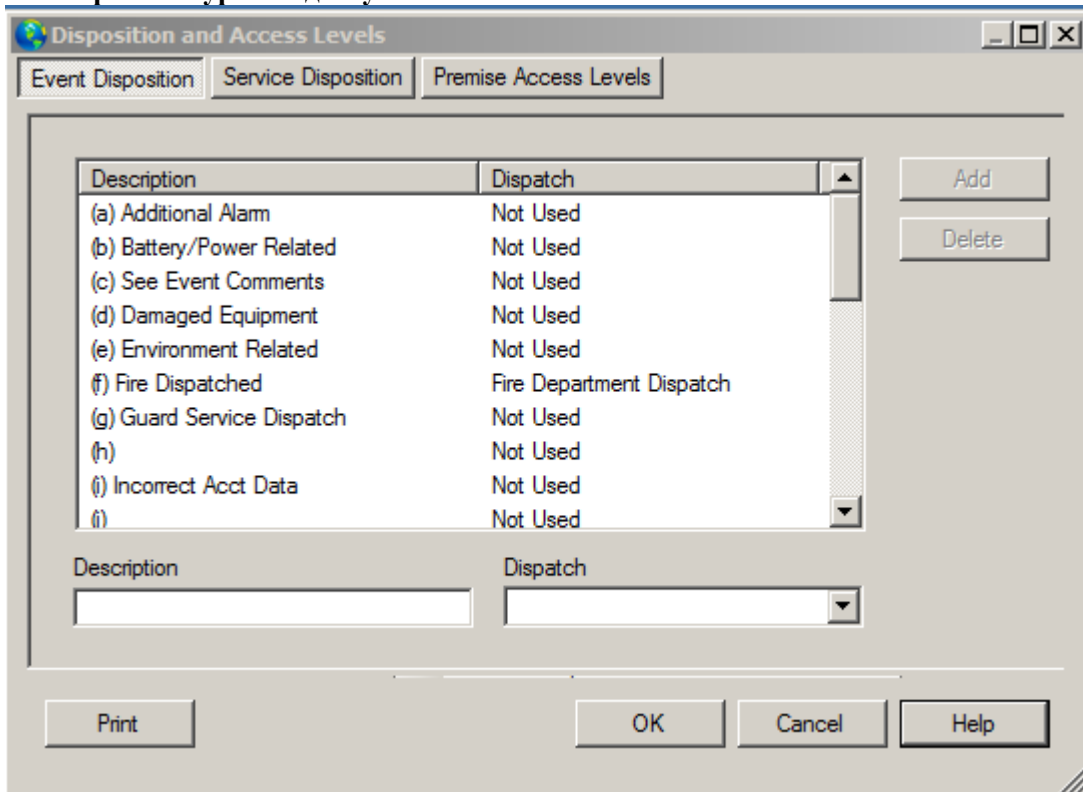 Disposition and Access Levels
Event Disposition Service Disposition Premise Access Levels
Description Dispatch Add
(a) Additional Alarm Not Used
(b) Battery/Power Related Not Used Delete
(c) See Event Comments Not Used
(d) Damaged Equipment Not Used
(e) Environment Related Not Used
(f) Fire Dispatched Fire Department Dispatch
(g) Guard Service Dispatch Not Used
(h) Not Used
(i) Incorrect Acct Data Not Used
(j) Not Used
Description Dispatch
Print OK Cancel Help